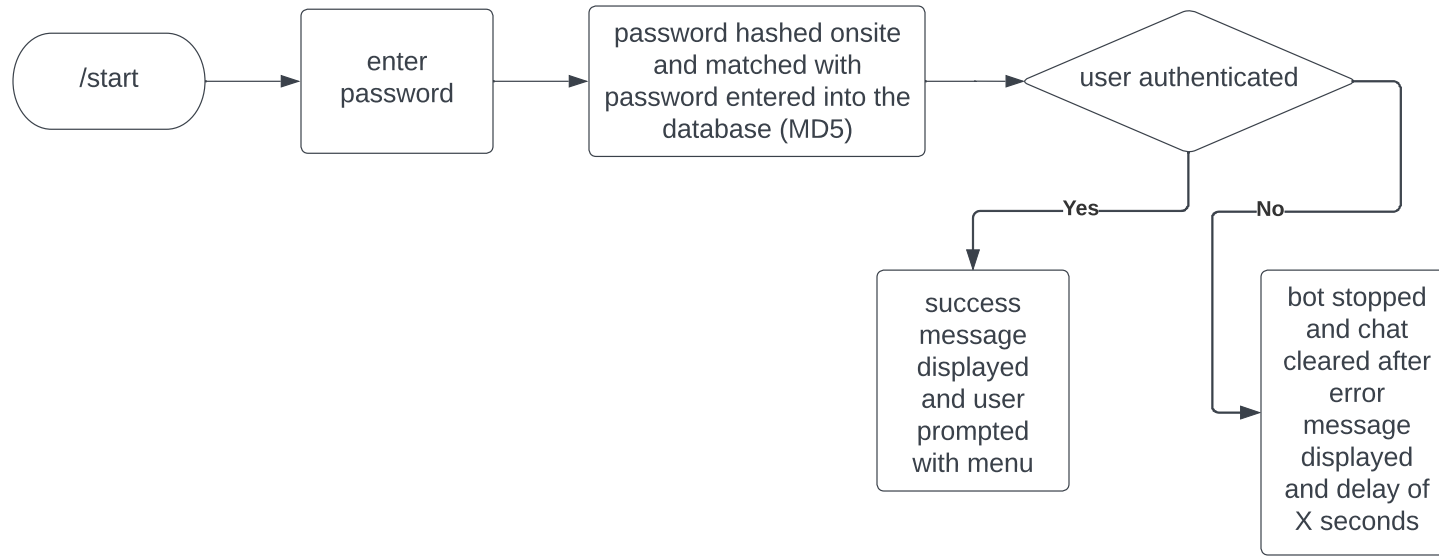 /start
enter
password
password hashed onsite
and matched with
password entered into the
database (MD5)
user authenticated
Yes
No
success
message
displayed
and user
prompted
with menu
bot stopped
and chat
cleared after
error
message
displayed
and delay of
X seconds